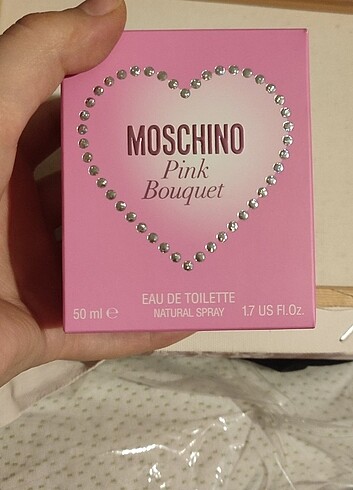 MOSCHINO
Pink
Bouquet
EAU DE TOILETTE
50 ml ℮ NATURAL SPRAY 1.7 US Fl.Oz.